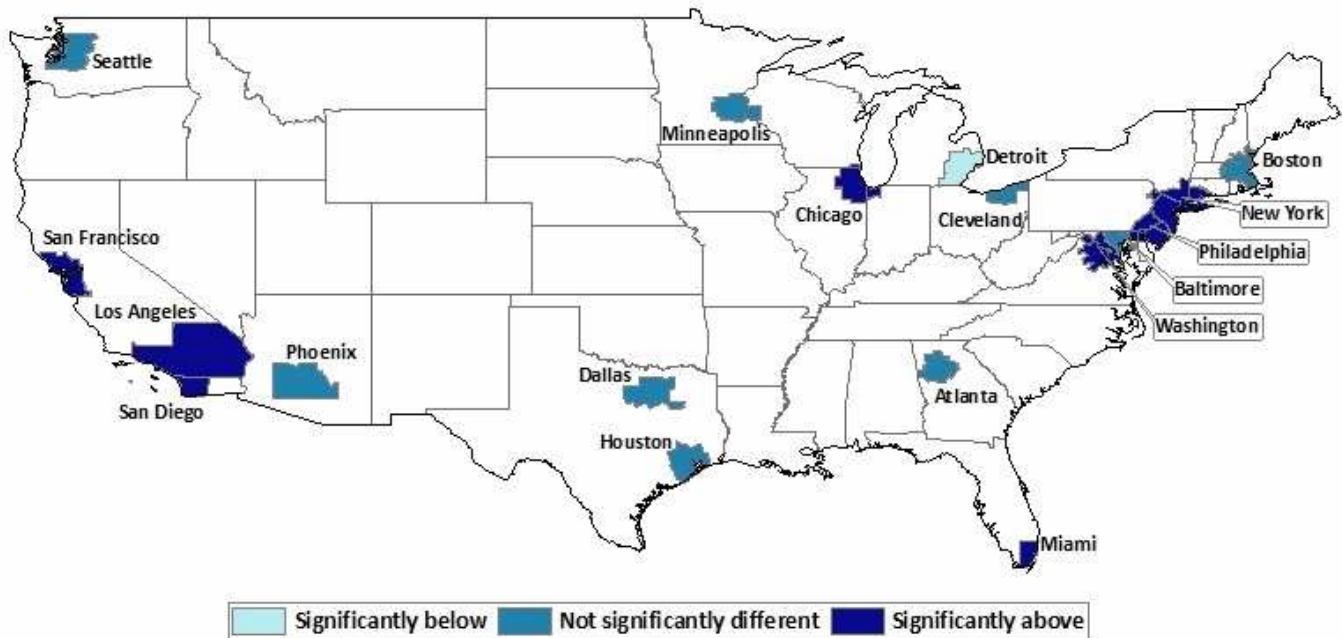 Seattle
Minneapolis
Detroit
Boston
Chicago
Cleveland
New York
San Francisco
Philadelphia
Baltimore
Los Angeles
Washington
Phoenix
Dallas
Atlanta
San Diego
Houston
Miami
Significantly below Not significantly different Significantly above